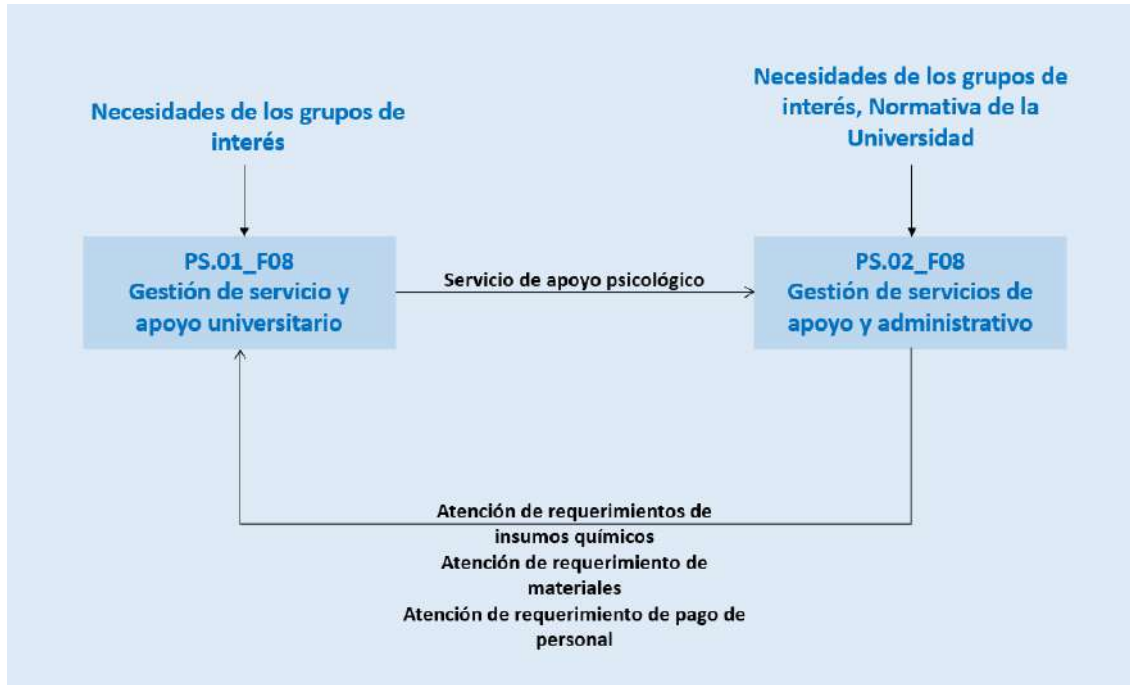 Necesidades de los grupos de
interés
Necesidades de los grupos de
interés, Normativa de la
Universidad
PS.01_F08
Gestión de servicio y
apoyo universitario
Servicio de apoyo psicológico
PS.02_F08
Gestión de servicios de
apoyo y administrativo
Atención de requerimientos de
insumos químicos
Atención de requerimiento de
materiales
Atención de requerimiento de pago de
personal